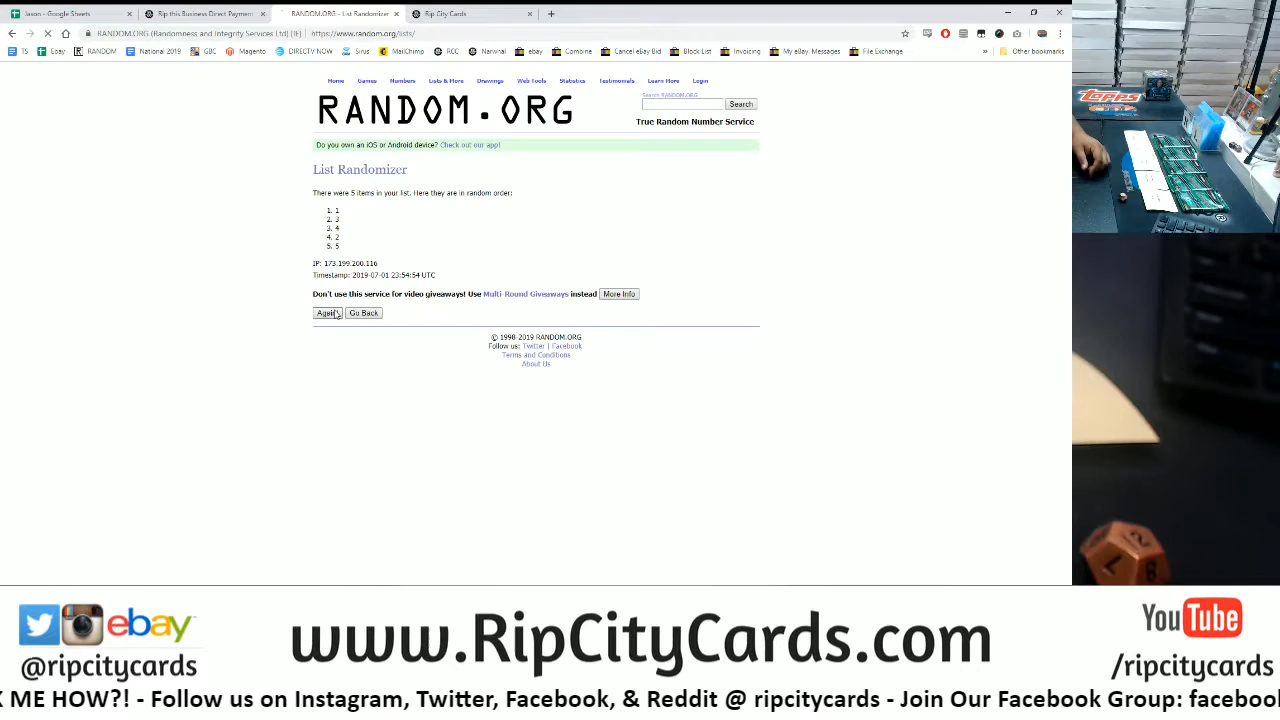 Jason - Google Sheets
Rip this Business Direct Payment
RANDOM.ORG - List Randomizer
Rip City Cards
RANDOM.ORG (Randomness and Integrity Services Ltd) [IE] | https://www.random.org/lists/
TS Ebay RANDOM National 2019 GBC Magento DIRECTV NOW Sirus MailChimp RCC Narwhal ebay Combine Cancel eBay Bid Block List Invoicing My eBay: Messages File Exchange » Other bookmarks
Home Games Numbers Lists & More Drawings Web Tools Statistics Testimonials Learn More Login
Search RANDOM.ORG
RANDOM.ORG
Search
True Random Number Service
Do you own an iOS or Android device? Check out our app!
List Randomizer
There were 5 items in your list. Here they are in random order:
1. 1
2. 3
3. 4
4. 2
5. 5
IP: 173.199.200.116
Timestamp: 2019-07-01 23:54:54 UTC
Don't use this service for video giveaways! Use Multi-Round Giveaways instead More Info
Again! Go Back
© 1998-2019 RANDOM.ORG
Follow us: Twitter | Facebook
Terms and Conditions
About Us
topps
2
8
ebay
@ripcitycards
www.RipCityCards.com
YouTube
/ripcitycards
K ME HOW?! - Follow us on Instagram, Twitter, Facebook, & Reddit @ ripcitycards - Join Our Facebook Group: facebook